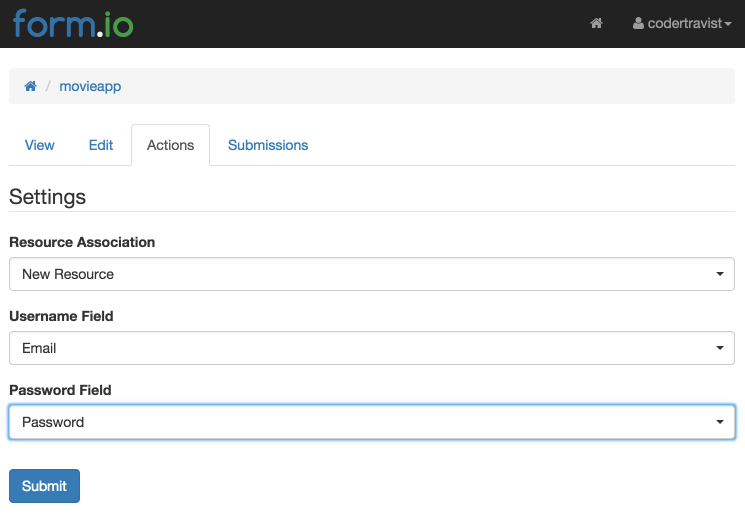 form.io
codertravist
/ movieapp
View Edit Actions Submissions
Settings
Resource Association
New Resource
Username Field
Email
Password Field
Password
Submit